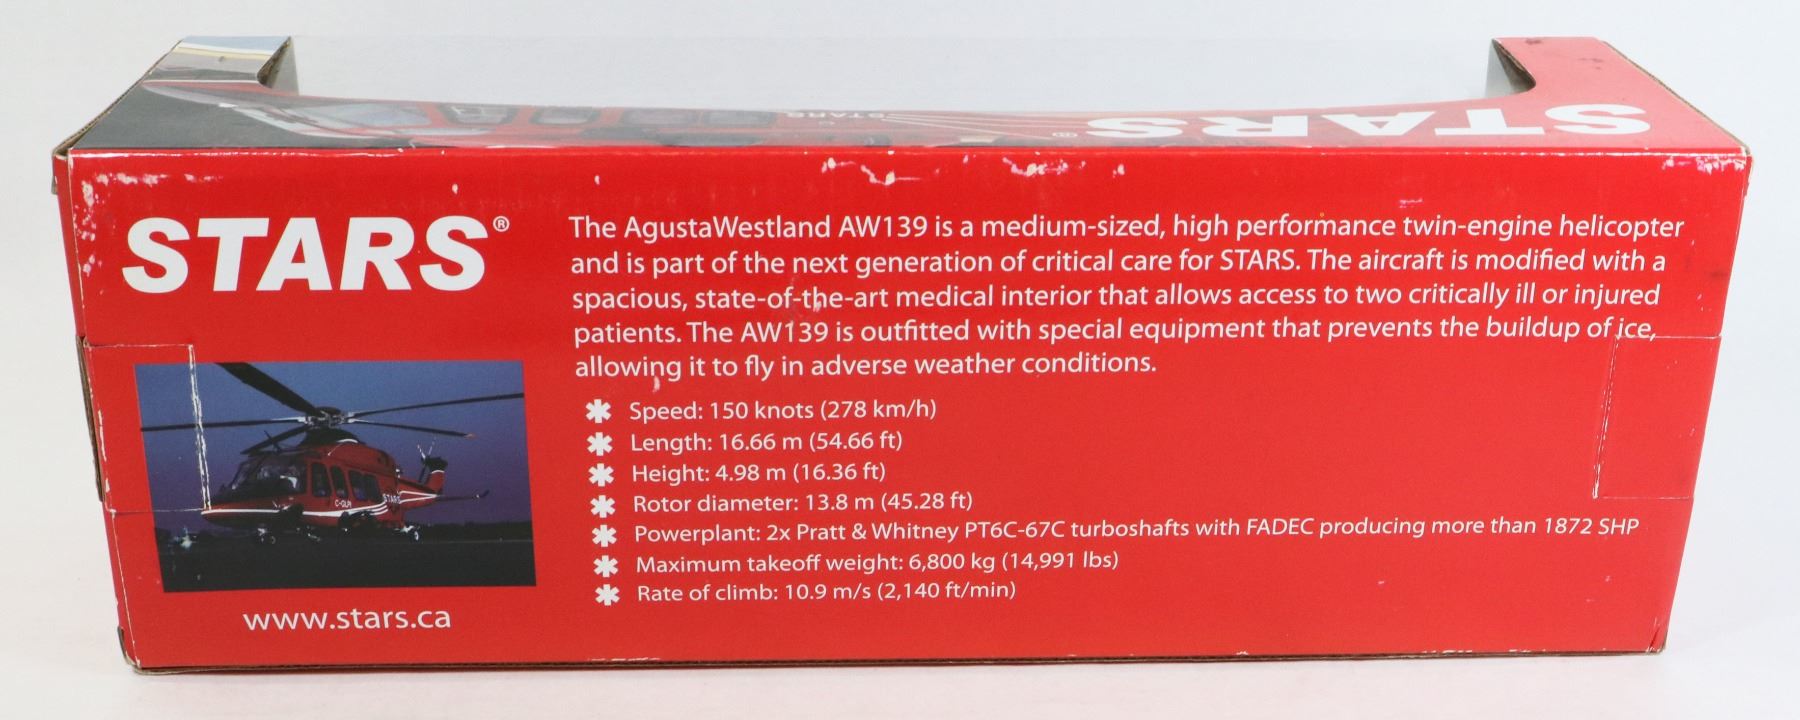 STARS®
STARS
STARS®
The AgustaWestland AW139 is a medium-sized, high performance twin-engine helicopter
and is part of the next generation of critical care for STARS. The aircraft is modified with a
spacious, state-of-the-art medical interior that allows access to two critically ill or injured
patients. The AW139 is outfitted with special equipment that prevents the buildup of ice,
allowing it to fly in adverse weather conditions.
✱ Speed: 150 knots (278 km/h)
✱ Length: 16.66 m (54.66 ft)
✱ Height: 4.98 m (16.36 ft)
✱ Rotor diameter: 13.8 m (45.28 ft)
✱ Powerplant: 2x Pratt & Whitney PT6C-67C turboshafts with FADEC producing more than 1872 SHP
✱ Maximum takeoff weight: 6,800 kg (14,991 lbs)
✱ Rate of climb: 10.9 m/s (2,140 ft/min)
STARS
www.stars.ca